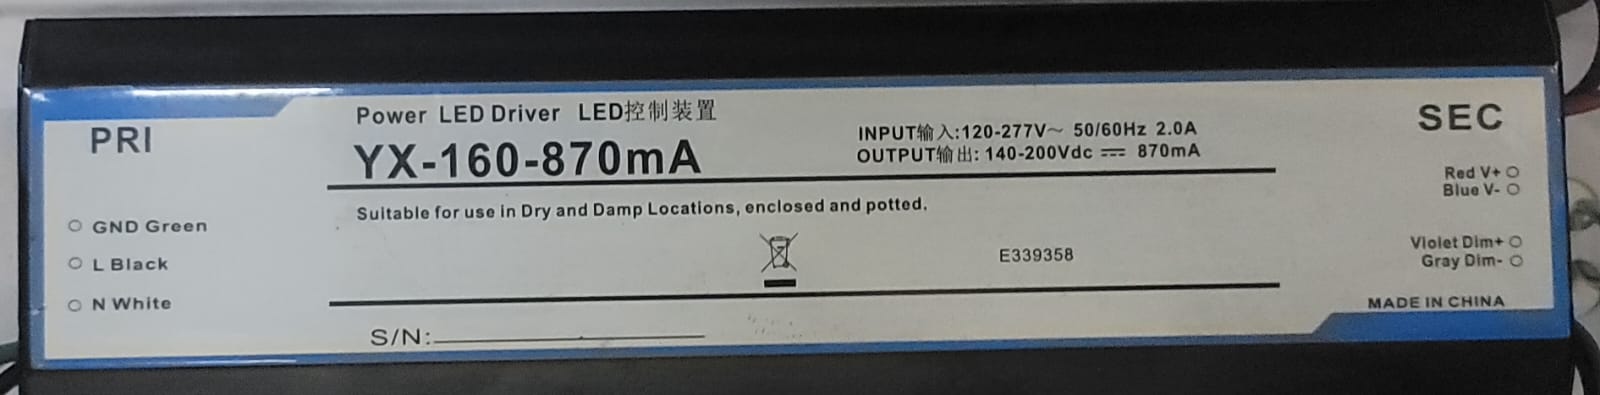 PRI
GND Green
L Black
N White
Power LED Driver LED控制装置
YX-160-870mA
INPUT输入:120-277V～ 50/60Hz 2.0A
OUTPUT输出: 140-200Vdc ⎓ 870mA
Suitable for use in Dry and Damp Locations, enclosed and potted.
E339358
S/N:
SEC
Red V+
Blue V-
Violet Dim+
Gray Dim-
MADE IN CHINA